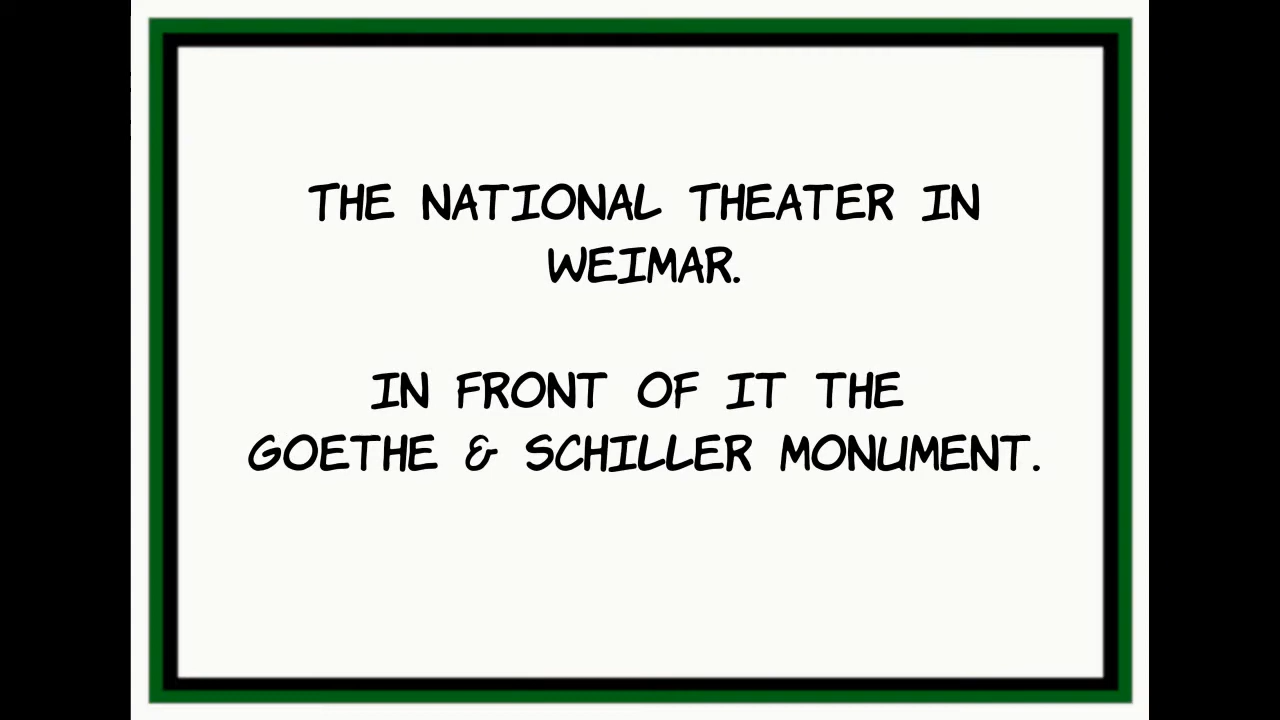 THE NATIONAL THEATER IN
WEIMAR.
IN FRONT OF IT THE
GOETHE & SCHILLER MONUMENT.